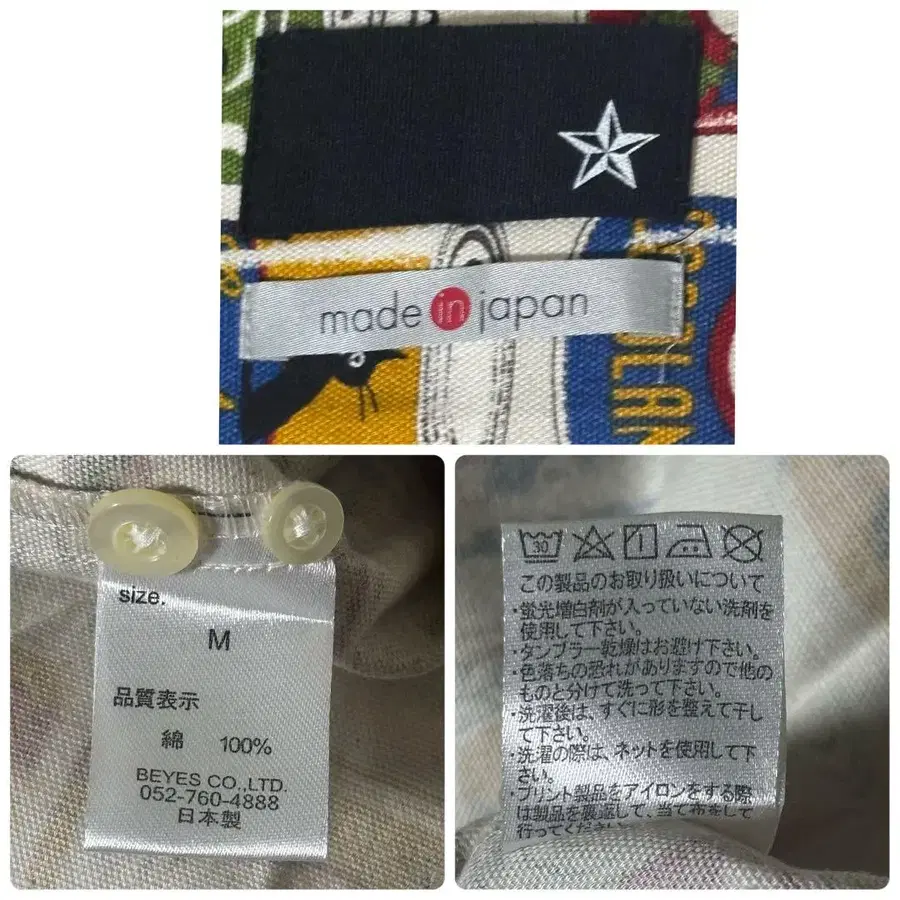 made in japan
COOLAN
size.
M
品質表示
綿 100%
BEYES CO.,LTD.
052-760-4888
日本製
30
この製品のお取り扱いについて
・蛍光増白剤が入っていない洗剤を
使用して下さい。
・タンブラー乾燥はお避け下さい。
・色落ちの恐れがありますので他の
ものと分けて洗って下さい。
・洗濯後は、すぐに形を整えて干し
て下さい。
・洗濯の際は、ネットを使用して下
さい。
・プリント製品をアイロンをする際
は製品を裏返して、当て布をして
行ってください。